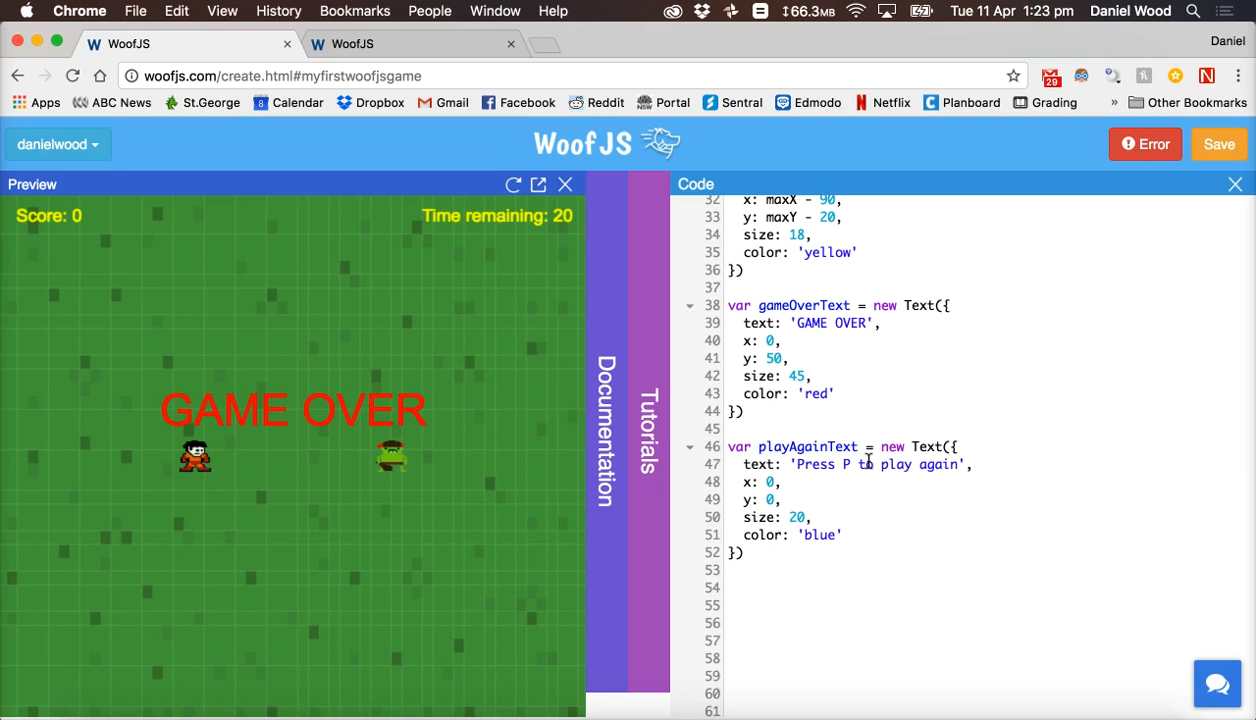 Chrome File Edit View History Bookmarks People Window Help 66.3MB Tue 11 Apr 1:23 pm Daniel Wood
W WoofJS × W WoofJS × Daniel
woofjs.com/create.html#myfirstwoofjsgame 29 N
Apps ABC News St.George 8 Calendar Dropbox Gmail Facebook Reddit Portal Sentral Edmodo Netflix Planboard Grading » Other Bookmarks
danielwood WoofJS Error Save
Preview Code
Score: 0 Time remaining: 20
GAME OVER
Documentation
Tutorials
32 x: maxX - 90,
33 y: maxY - 20,
34 size: 18,
35 color: 'yellow'
36 })
37
38 var gameOverText = new Text({
39 text: 'GAME OVER',
40 x: 0,
41 y: 50,
42 size: 45,
43 color: 'red'
44 })
45
46 var playAgainText = new Text({
47 text: 'Press P to play again',
48 x: 0,
49 y: 0,
50 size: 20,
51 color: 'blue'
52 })
53
54
55
56
57
58
59
60
61